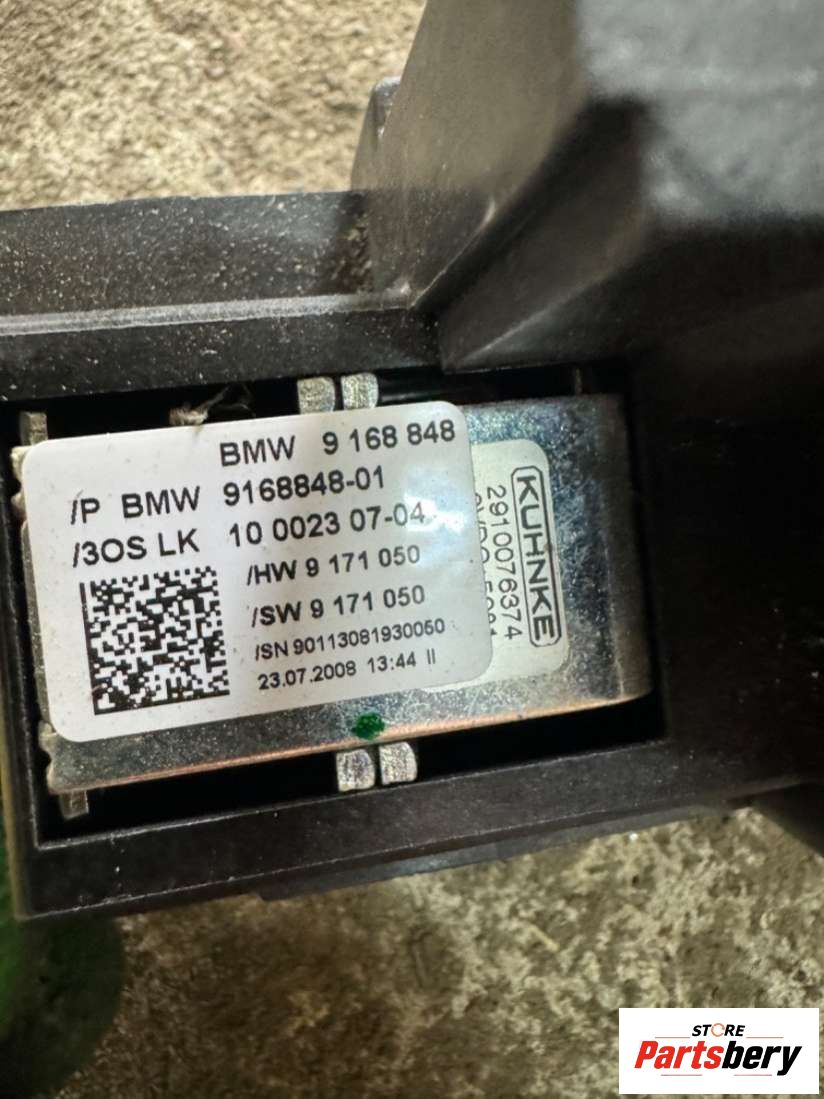 BMW 9 168 848
/P BMW 9168848-01
/3OS LK 10 0023 07-04
/HW 9 171 050
/SW 9 171 050
/SN 90113081930050
23.07.2008 13:44 II
KUHNKE
2910076374
STORE
Partsbery